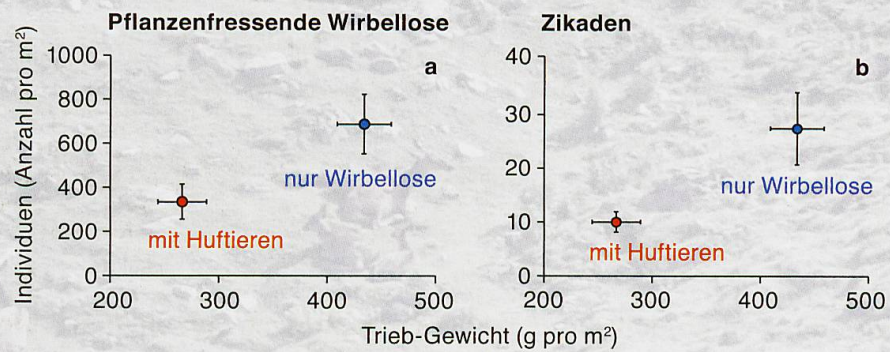 Pflanzenfressende Wirbellose
Individuen (Anzahl pro m²)
1000
800
600
400
200
0
a
nur Wirbellose
mit Huftieren
200 300 400 500
Zikaden
40
30
20
10
0
b
nur Wirbellose
mit Huftieren
200 300 400 500
Trieb-Gewicht (g pro m²)